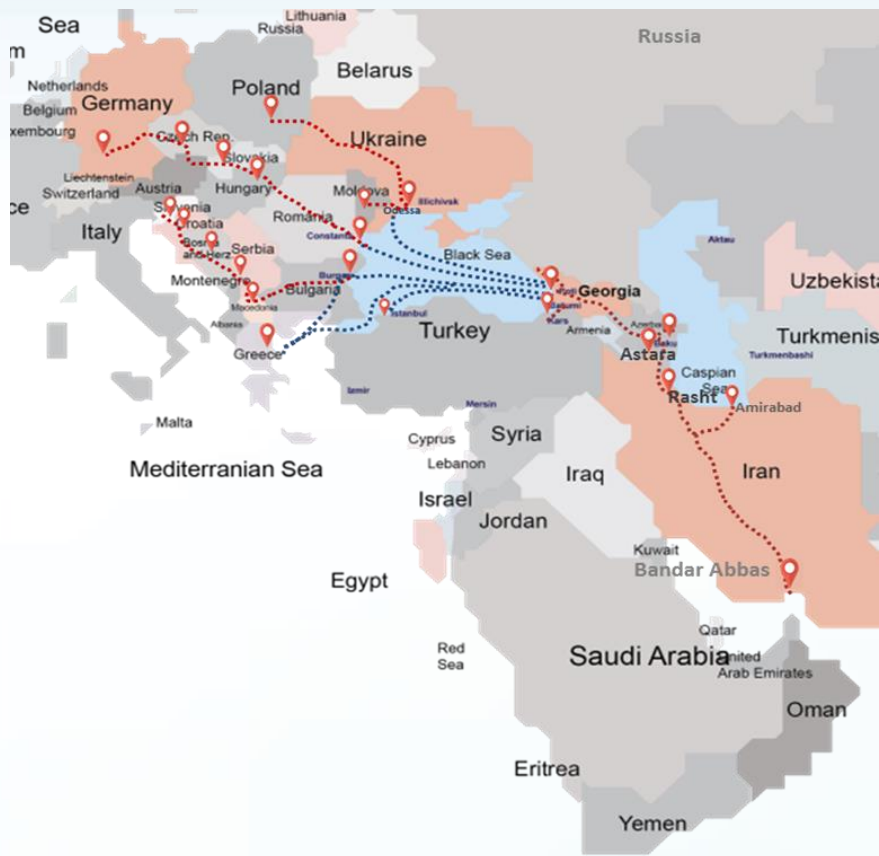 Sea
m
Lithuania
Russia
Russia
Belarus
Netherlands
Germany
Poland
Belgium
uxembourg
Czech Rep.
Ukraine
Slovakia
Liechtenstein
Switzerland
Austria
Hungary
Moldova
Illichivsk
Odessa
ce
Slovenia
Croatia
Romania
Italy
Constanta
Bosnia
and Herz
Serbia
Black Sea
Aktau
Montenegro
Burgas
Bulgaria
Georgia
Uzbekista
Macedonia
Istanbul
Batumi
Kars
Albania
Turkey
Armenia
Azerba
Baku
Turkmenis
Greece
Astara
Turkmenbashi
Caspian
Sea
Rasht
Amirabad
Izmir
Mersin
Malta
Cyprus
Syria
Lebanon
Mediterranian Sea
Iraq
Iran
Israel
Jordan
Kuwait
Bandar Abbas
Egypt
Qatar
Red
Sea
Saudi Arabia
United
Arab Emirates
Oman
Eritrea
Yemen